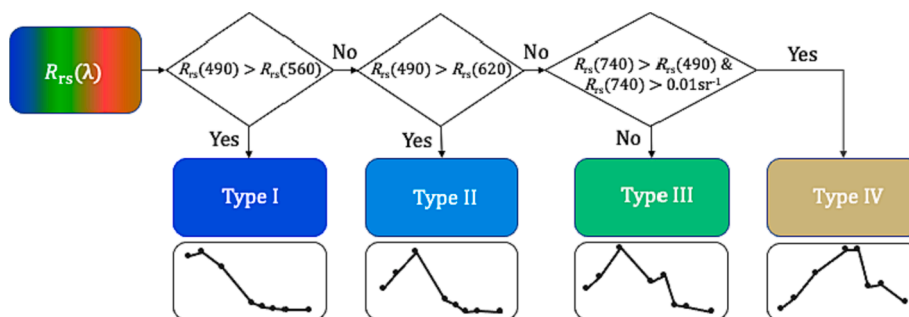 Rrs(λ)
Rrs(490) > Rrs(560)
No
Rrs(490) > Rrs(620)
No
Rrs(740) > Rrs(490) &
Rrs(740) > 0.01sr⁻¹
Yes
Yes
Yes
No
Type I
Type II
Type III
Type IV